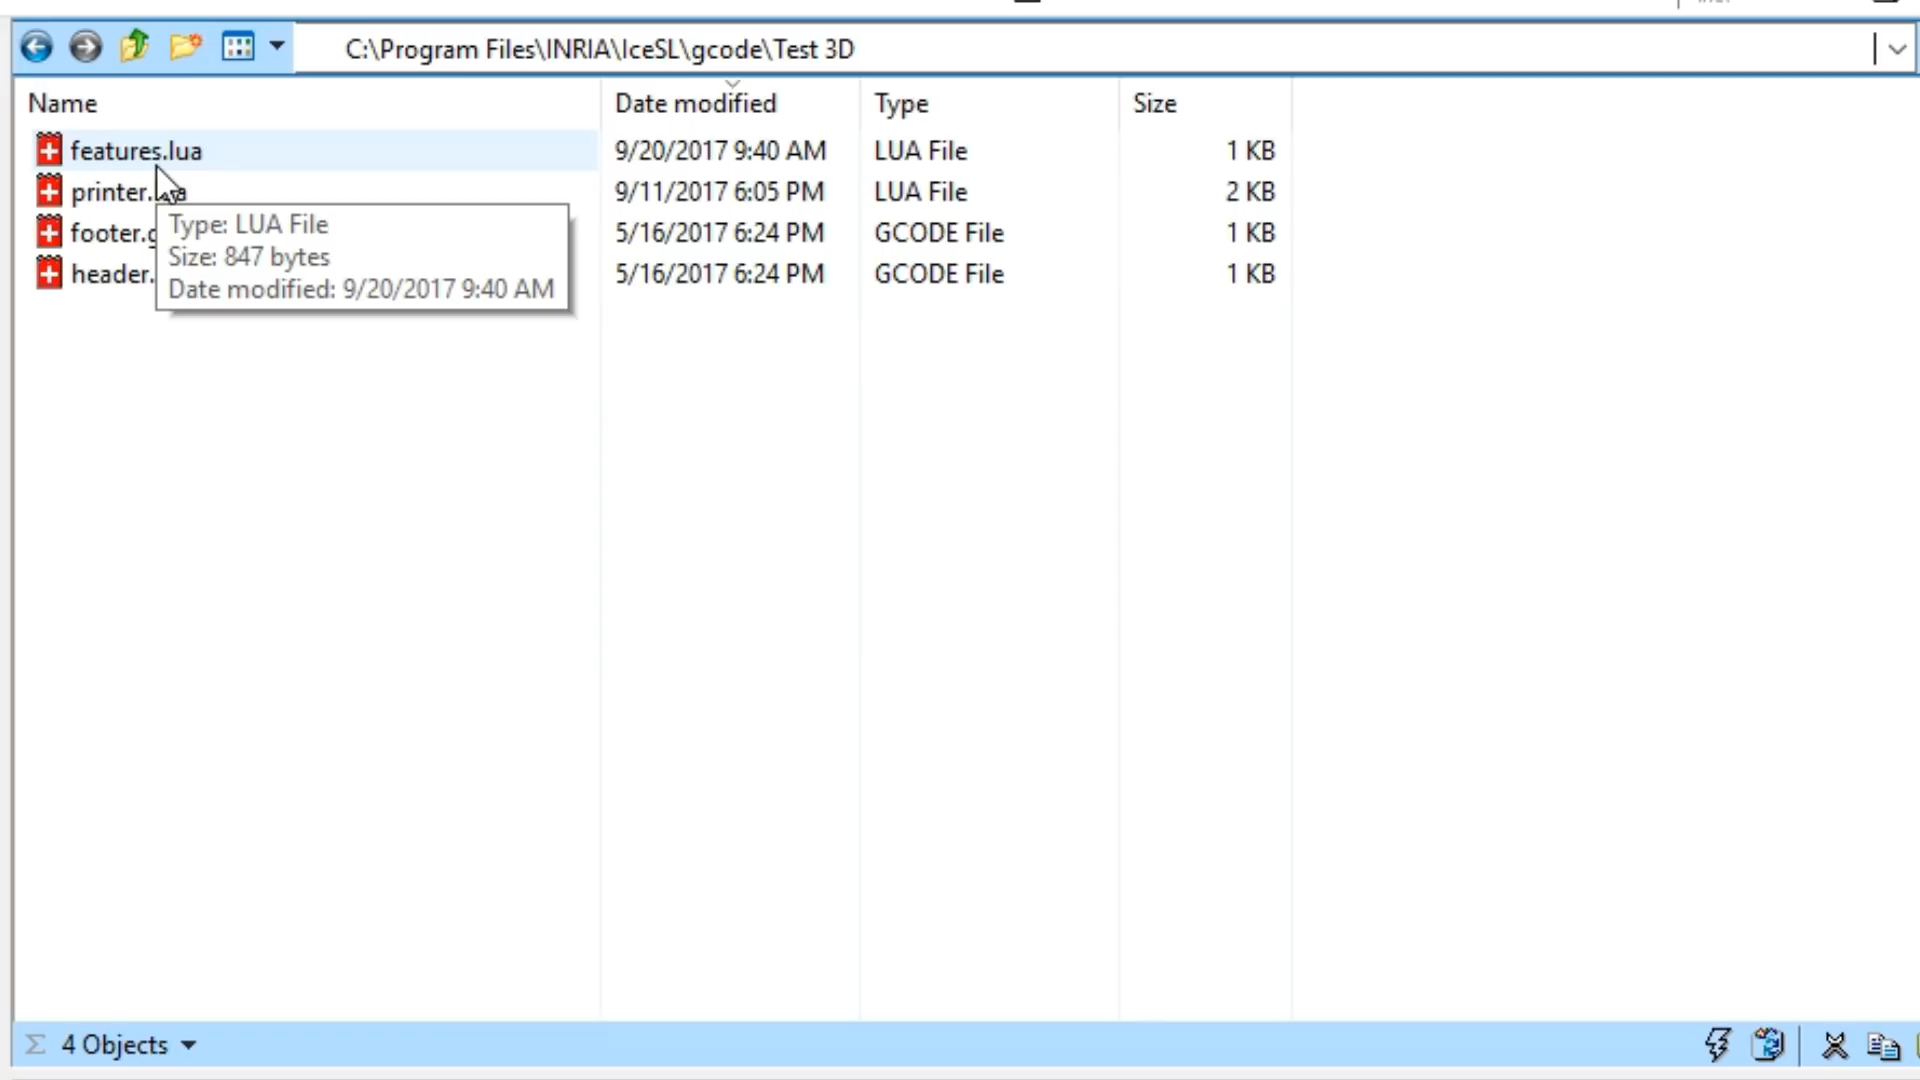 C:\Program Files\INRIA\IceSL\gcode\Test 3D
Name Date modified Type Size
features.lua 9/20/2017 9:40 AM LUA File 1 KB
printer. a 9/11/2017 6:05 PM LUA File 2 KB
footer.g 5/16/2017 6:24 PM GCODE File 1 KB
header. 5/16/2017 6:24 PM GCODE File 1 KB
Type: LUA File
Size: 847 bytes
Date modified: 9/20/2017 9:40 AM
4 Objects